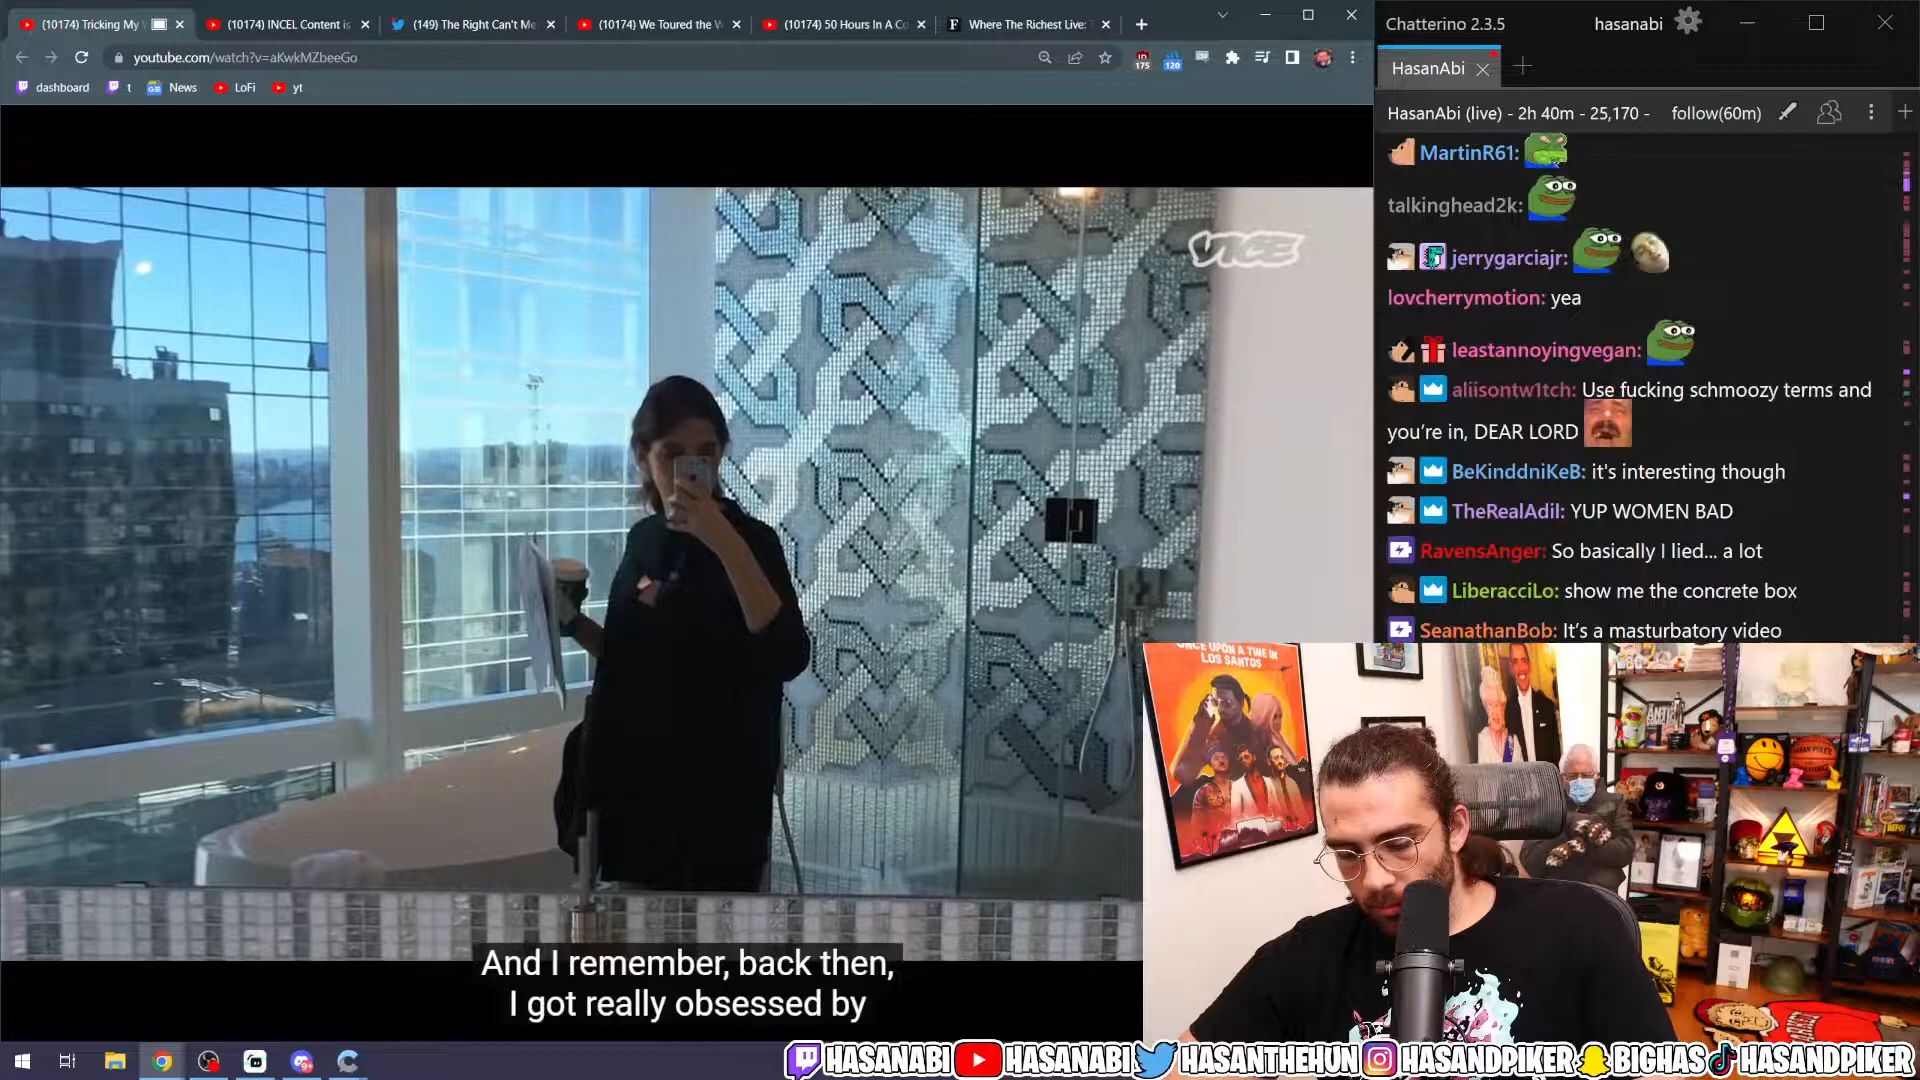 (10174) Tricking My
(10174) INCEL Content is
(149) The Right Can't Me
(10174) We Toured the W
(10174) 50 Hours In A Co
Where The Richest Live:
youtube.com/watch?v=aKwkMZbeeGo
175
120
dashboard
t
News
LoFi
yt
VICE
And I remember, back then,
I got really obsessed by
Chatterino 2.3.5
hasanabi
HasanAbi
HasanAbi (live) - 2h 40m - 25,170 -
follow(60m)
MartinR61:
talkinghead2k:
jerrygarciajr:
lovcherrymotion: yea
leastannoyingvegan:
aliisontw1tch: Use fucking schmoozy terms and
you're in, DEAR LORD
BeKinddniKeB: it's interesting though
TheRealAdil: YUP WOMEN BAD
RavensAnger: So basically I lied... a lot
LiberacciLo: show me the concrete box
SeanathanBob: It's a masturbatory video
ONCE UPON A TIME IN
LOS SANTOS
HASANABI
HASANABI
HASANTHEHUN
HASANDPIKER
BIGHAS
HASANDPIKER